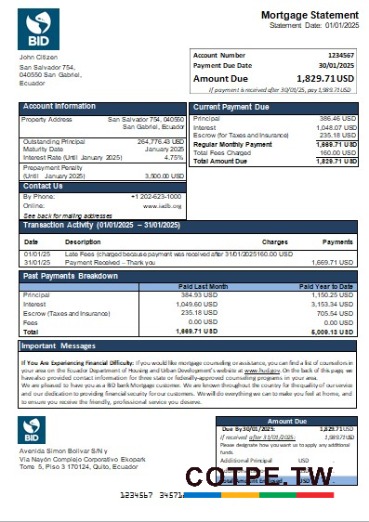 BID
Mortgage Statement
Statement Date: 01/01/2025
John Citizen
San Salvador 754,
040550 San Gabriel,
Ecuador
Account Number 1234567
Payment Due Date 30/01/2025
Amount Due 1,829.71USD
If payment is received after 30/01/25, pay 1,989.71USD
Account Information
Property Address San Salvador 754, 040550
San Gabriel, Ecuador
Outstanding Principal 264,776.43 USD
Maturity Date January 2025
Interest Rate (Until January 2025) 4.75%
Prepayment Penalty
(Until January 2025) 3,500.00 USD
Contact Us
By Phone: +1 202-623-1000
Online: www.iadb.org
See back for mailing addresses
Current Payment Due
Principal 386.46 USD
Interest 1,048.07 USD
Escrow (for Taxes and Insurance) 235.18 USD
Regular Monthly Payment 1,669.71 USD
Total Fees Charged 160.00 USD
Total Amount Due 1,829.71 USD
Transaction Activity (01/01/2025 – 31/01/2025)
Date Description Charges Payments
01/01/25 Late Fees (charged because payment was received after 31/01/2025160.00 USD
31/01/25 Payment Received – Thank you 1,669.71 USD
Past Payments Breakdown
Paid Last Month Paid Year to Date
Principal 384.93 USD 1,150.25 USD
Interest 1,049.60 USD 3,153.34 USD
Escrow (Taxes and Insurance) 235.18 USD 705.54 USD
Fees 0.00 USD 0.00 USD
Total 1,669.71 USD 5,009.13 USD
Important Messages
If You Are Experiencing Financial Difficulty: If you would like mortgage counseling or assistance, you can find a list of counselors in
your area on the Ecuador Department of Housing and Urban Development's website at www.hud.gov. On the back of this page, we
have also provided contact information for three state or federally-approved counseling programs in your area.
We are pleased to have you as a BID bank Mortgage customer. We are known throughout the country for the quality of our service
and our dedication to providing financial security for our customers. We will do everything we can to make you feel at home, and
to ensure you receive the friendly, professional service you deserve.
BID
Avenida Simon Bolívar S/N y
Vía Nayón Complejo Corporativo Ekopark
Torre 5, Piso 3 170124, Quito, Ecuador
Amount Due
Due By30/01/2025: 1,829.71USD
If received after 31/01/2025: 1,989.71USD
Please designate how you want us to apply any additional
funds.
Additional Principal USD
USD
COTPE.TW
1234567 34571